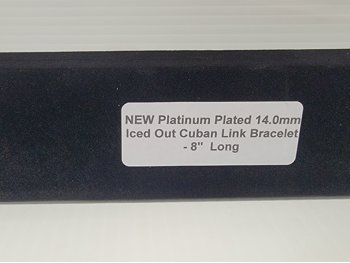 NEW Platinum Plated 14.0mm
Iced Out Cuban Link Bracelet
- 8" Long